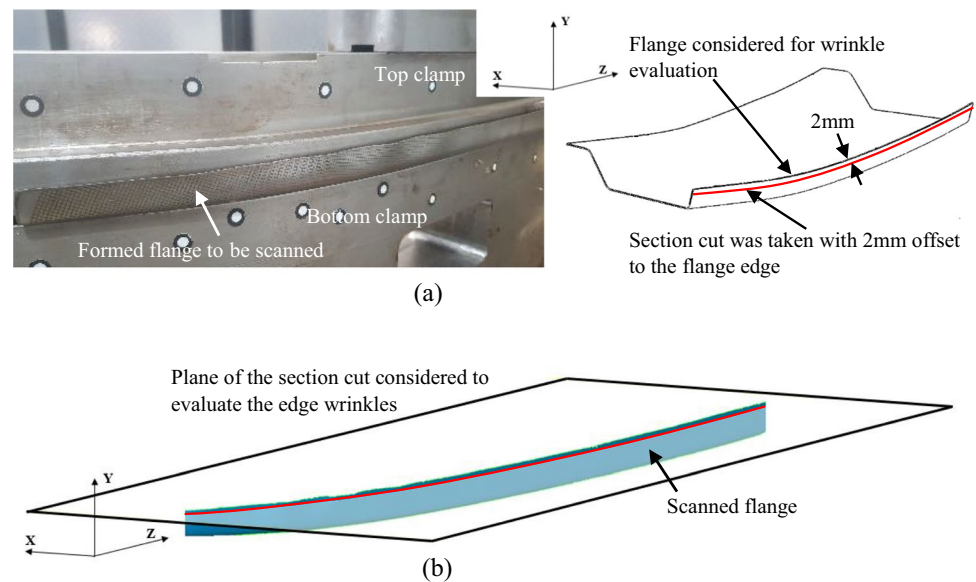 Top clamp
Bottom clamp
Formed flange to be scanned
Y
X
Z
Flange considered for wrinkle
evaluation
2mm
Section cut was taken with 2mm offset
to the flange edge
(a)
Plane of the section cut considered to
evaluate the edge wrinkles
Y
X
Z
Scanned flange
(b)